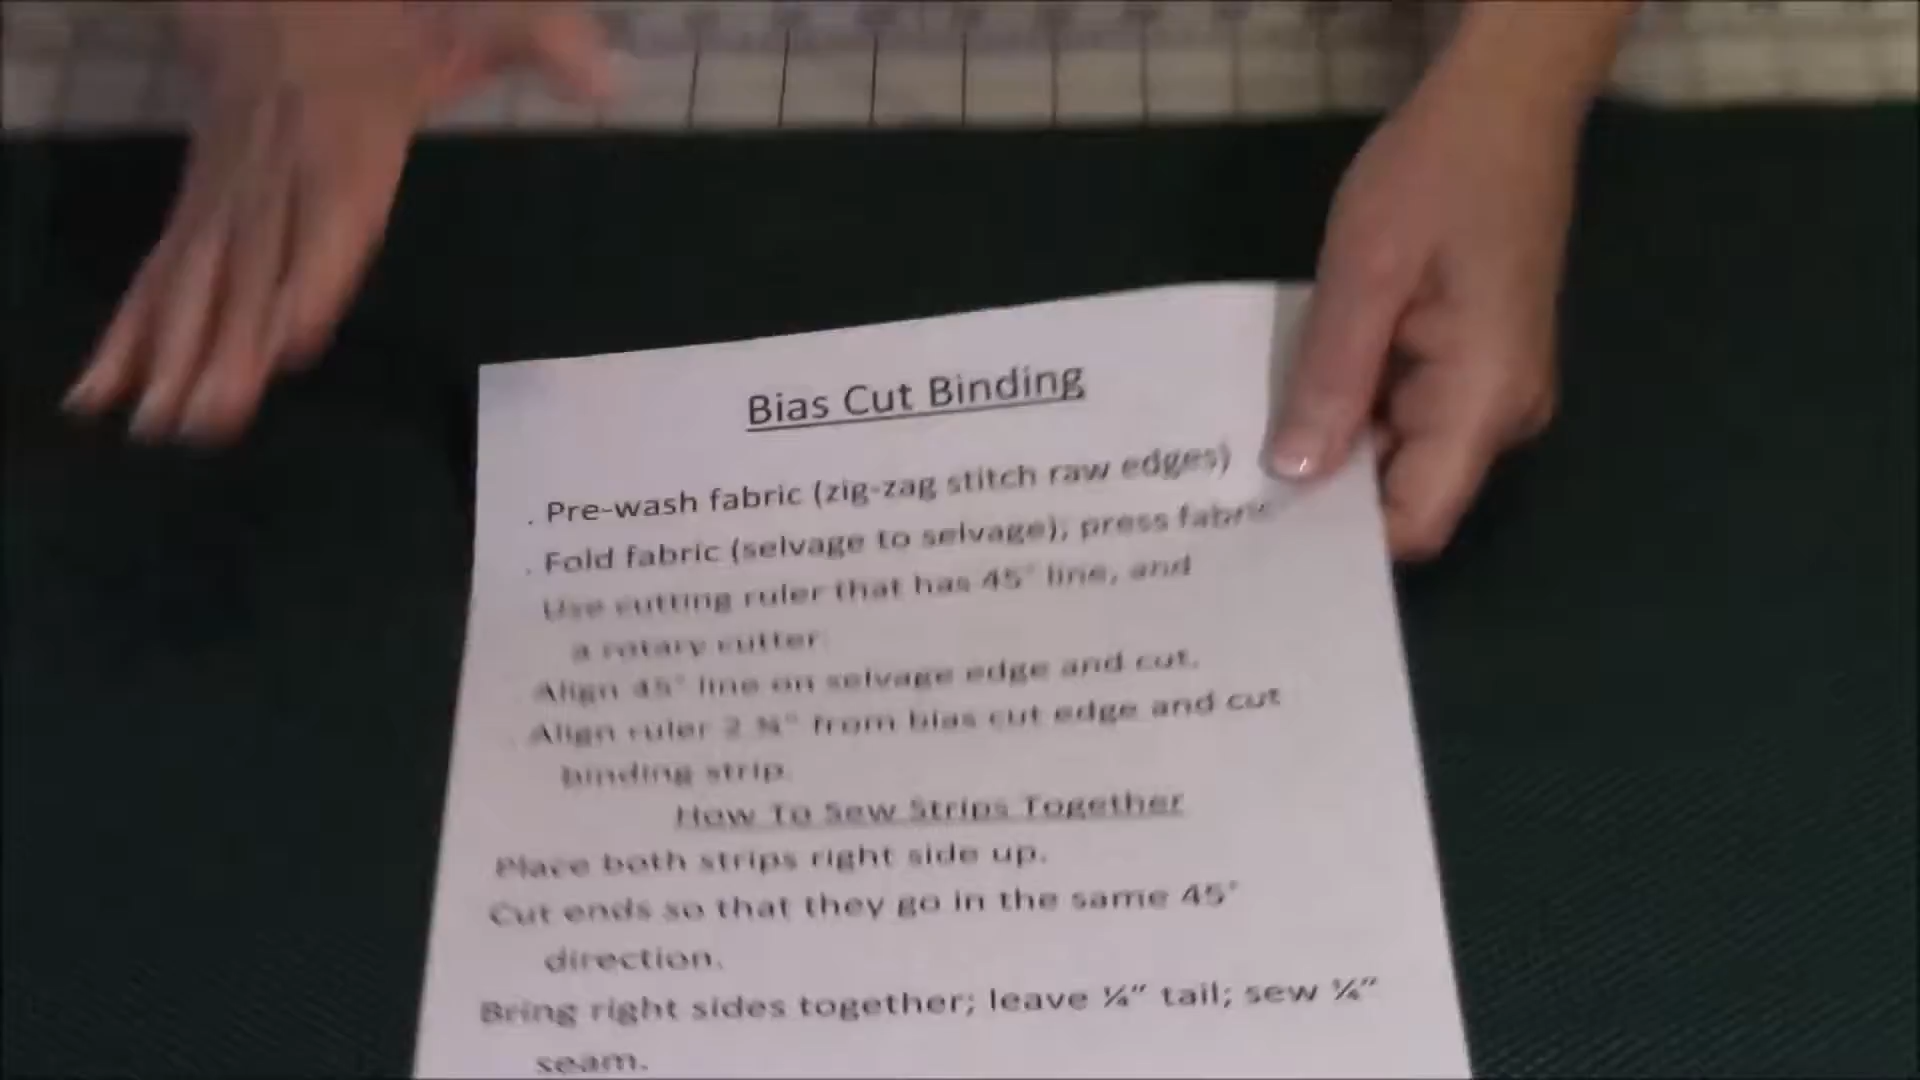 Bias Cut Binding
. Pre-wash fabric (zig-zag stitch raw edges)
. Fold fabric (selvage to selvage), press fabric
Use cutting ruler that has 45° line, and
a rotary cutter.
Align 45° line on selvage edge and cut.
Align ruler 2 from bias cut edge and cut
binding strip.
How To Sew Strips Together
Place both strips right side up.
Cut ends so that they go in the same 45°
direction.
Bring right sides together; leave ¼” tail; sew ¼”
seam.